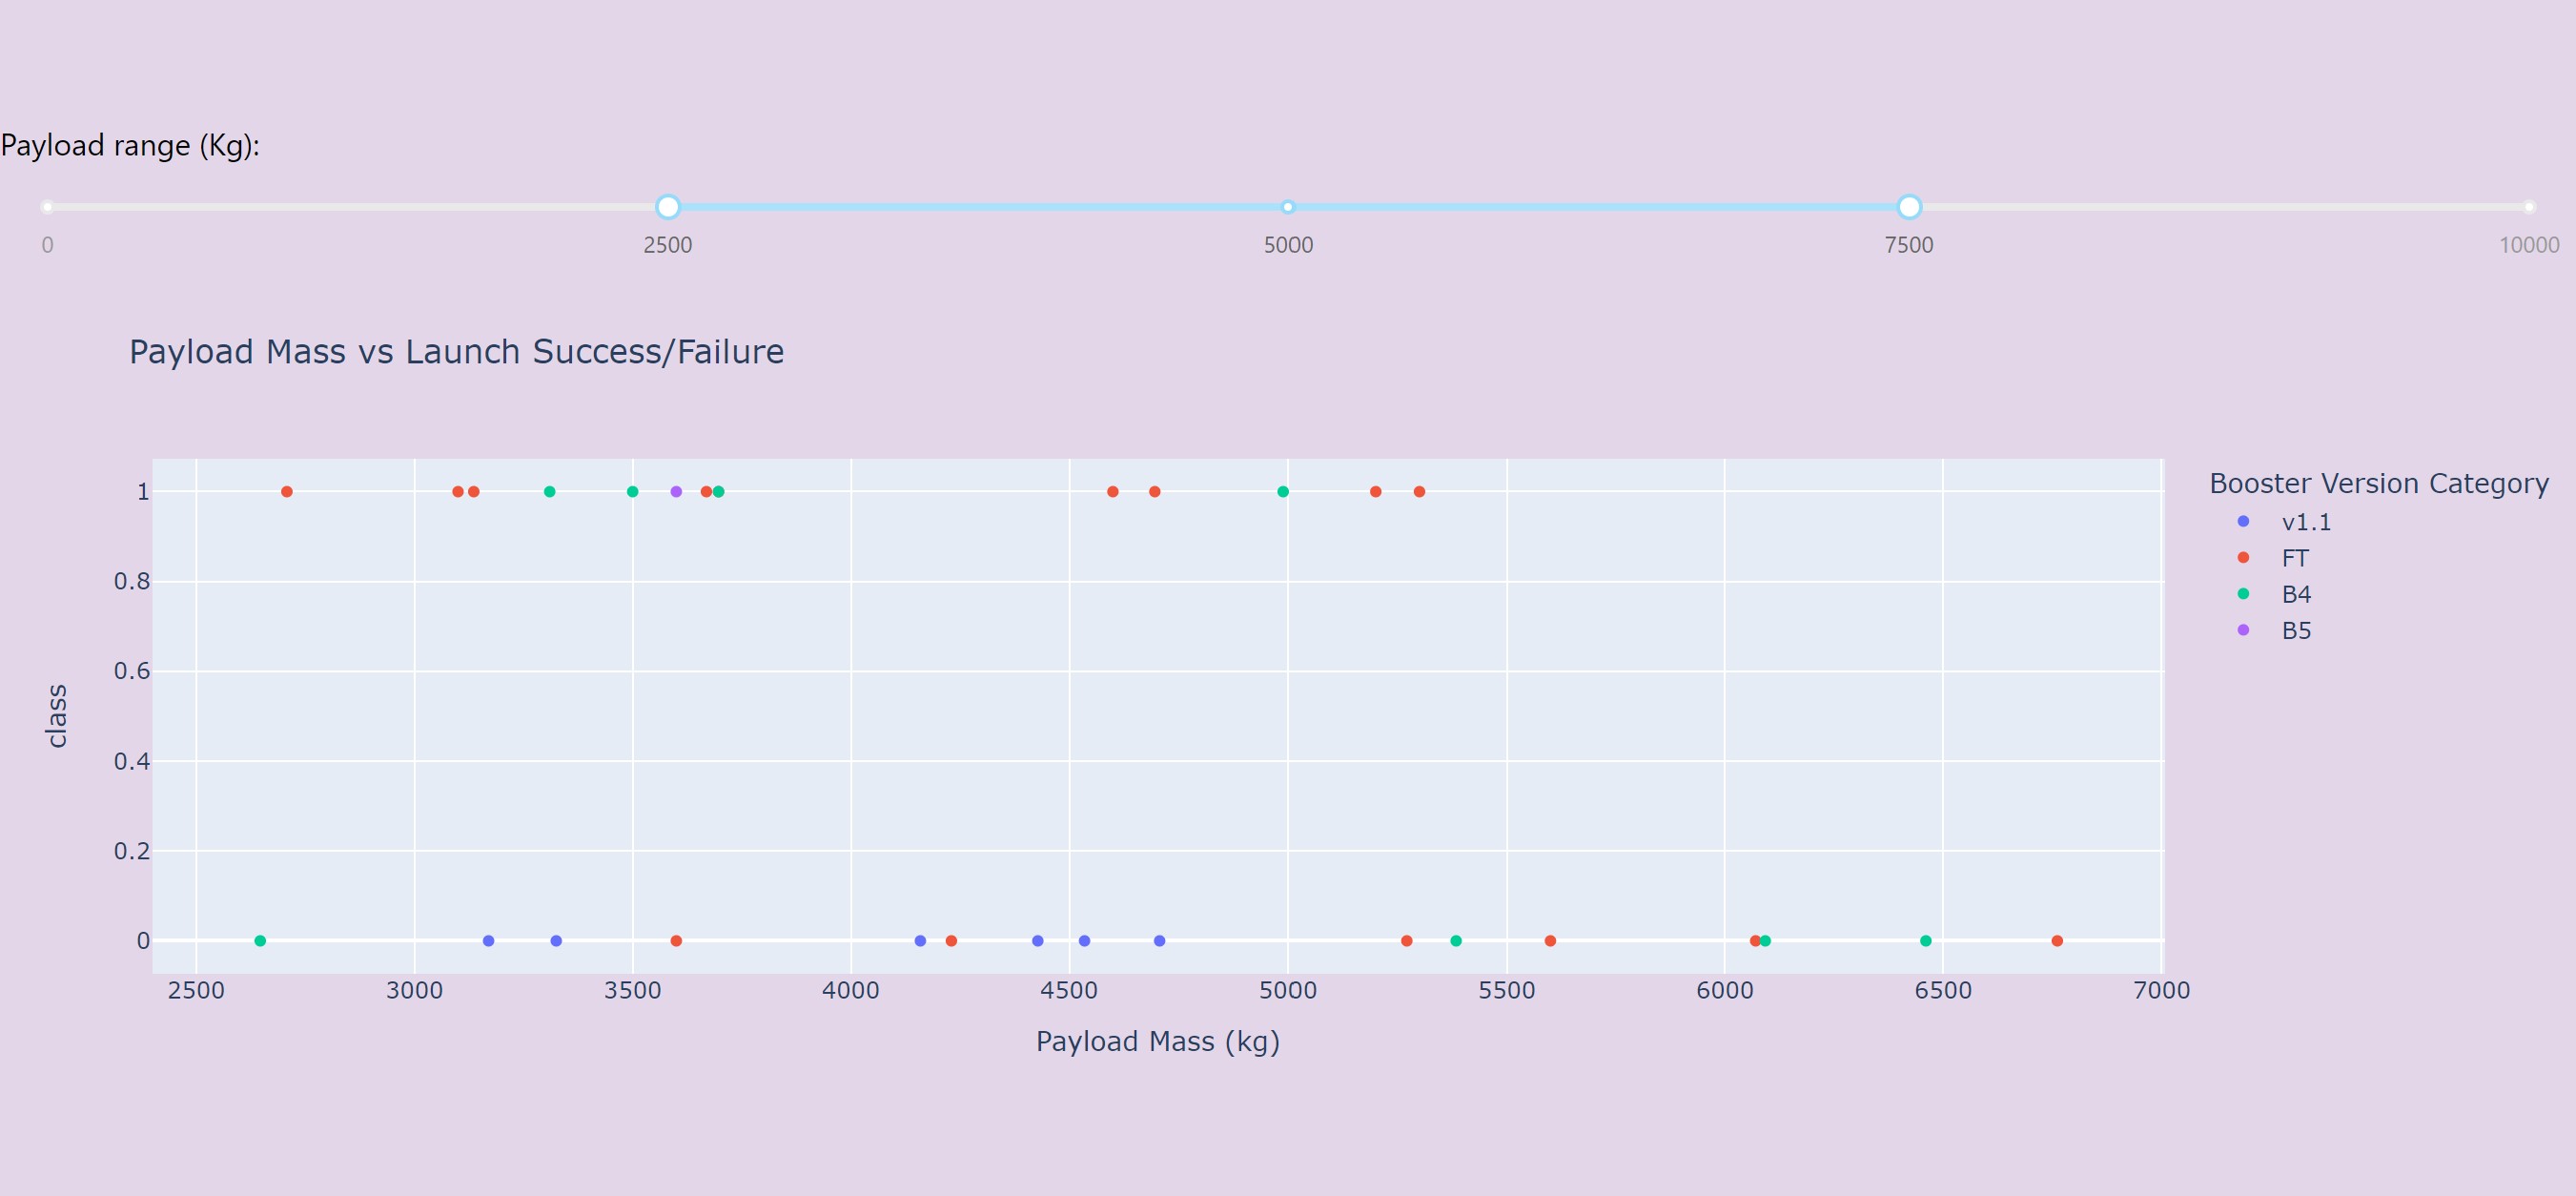 Payload range (Kg):
0 2500 5000 7500 10000
Payload Mass vs Launch Success/Failure
Booster Version Category
v1.1
FT
B4
B5
1
0.8
0.6
0.4
0.2
0
class
2500 3000 3500 4000 4500 5000 5500 6000 6500 7000
Payload Mass (kg)